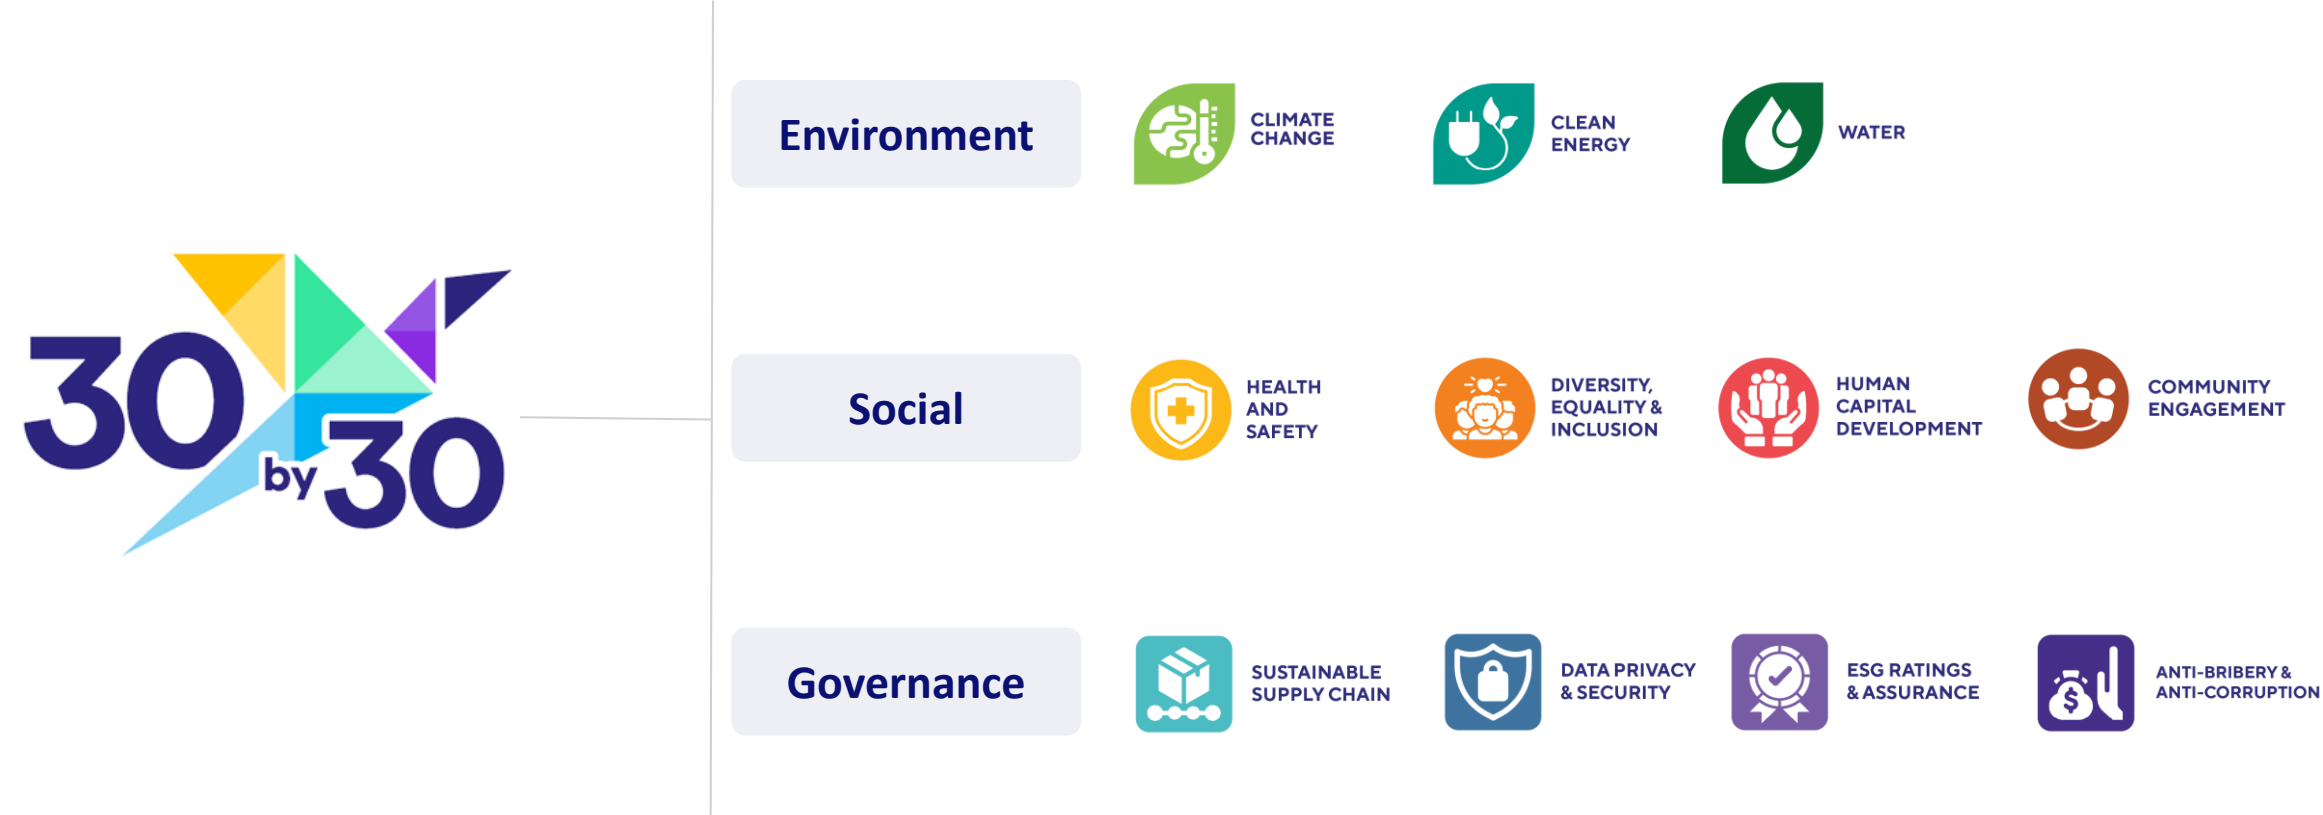 30
by 30
Environment
CLIMATE
CHANGE
CLEAN
ENERGY
WATER
Social
HEALTH
AND
SAFETY
DIVERSITY,
EQUALITY &
INCLUSION
HUMAN
CAPITAL
DEVELOPMENT
COMMUNITY
ENGAGEMENT
Governance
SUSTAINABLE
SUPPLY CHAIN
DATA PRIVACY
& SECURITY
ESG RATINGS
& ASSURANCE
$
ANTI-BRIBERY &
ANTI-CORRUPTION